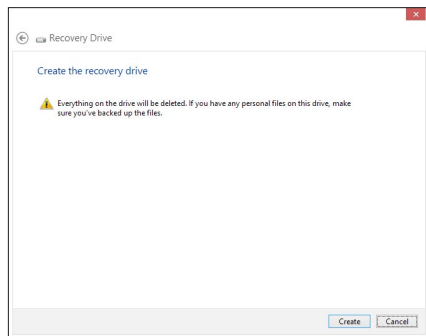 Recovery Drive
Create the recovery drive
Everything on the drive will be deleted. If you have any personal files on this drive, make
sure you've backed up the files.
Create Cancel